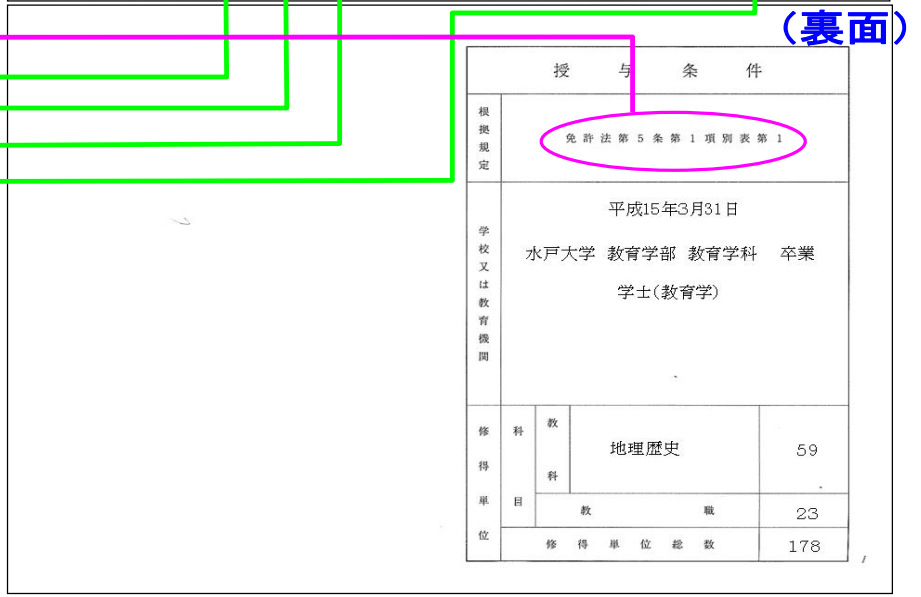 （裏面）
授与条件
根拠規定
免許法第5条第1項別表第1
学校又は教育機関
平成15年3月31日
水戸大学 教育学部 教育学科 卒業
学士(教育学)
修得単位
科目
教科
地理歴史
59
教職
23
修得単位総数
178